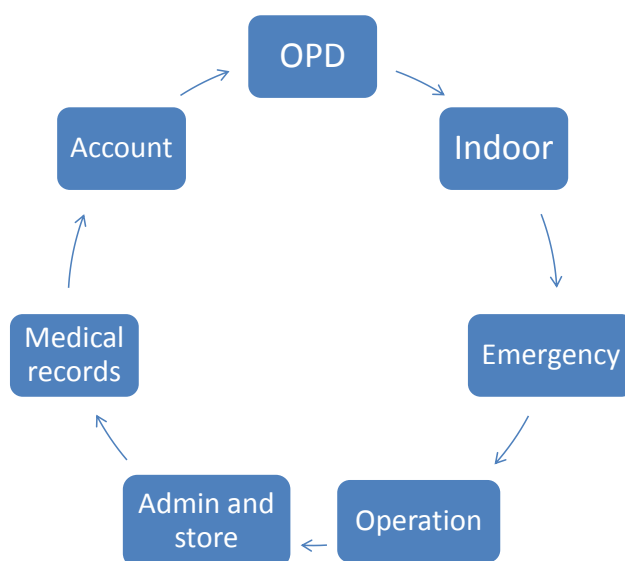 OPD
Indoor
Emergency
Operation
Admin and
store
Medical
records
Account